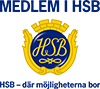 MEDLEM I HSB
HSB
HSB – där möjligheterna bor